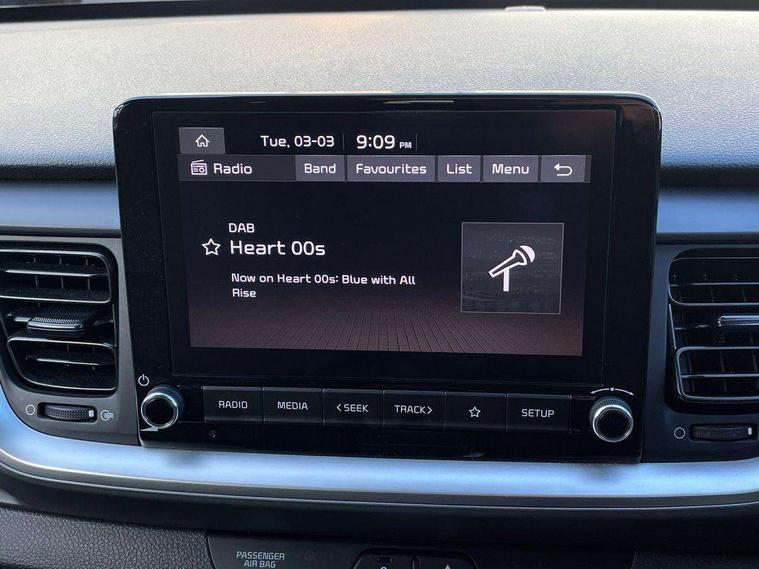 Tue, 03-03 9:09 PM
Radio Band Favourites List Menu
DAB
Heart 00s
Now on Heart 00s: Blue with All
Rise
RADIO MEDIA <SEEK TRACK> SETUP
PASSENGER
AIR BAG